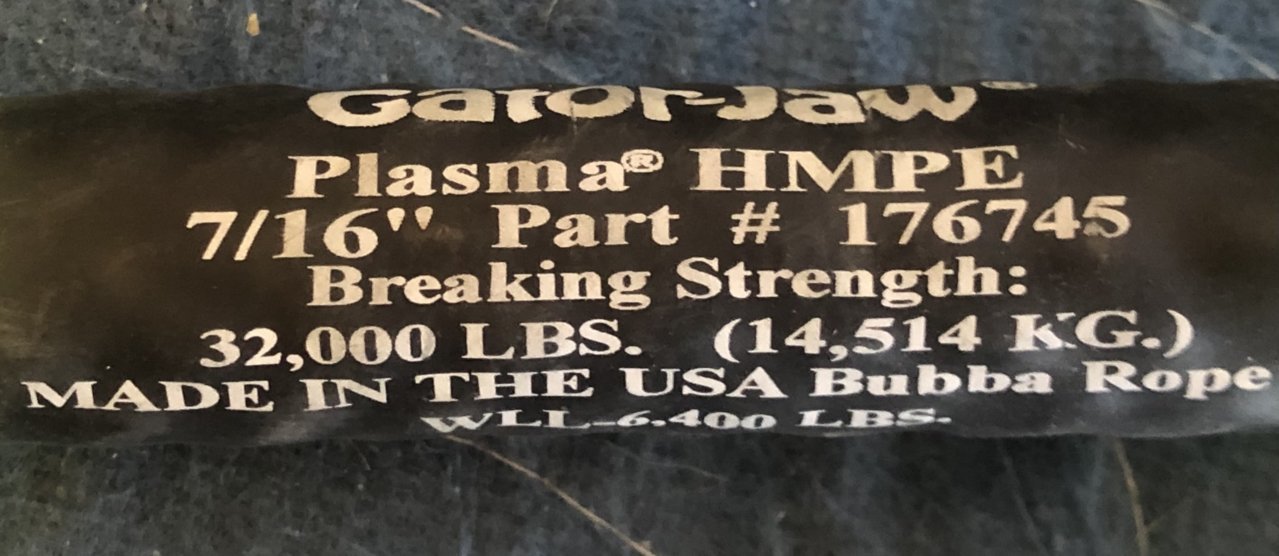 Gator-Jaw®
Plasma® HMPE
7/16" Part # 176745
Breaking Strength:
32,000 LBS. (14,514 KG.)
MADE IN THE USA Bubba Rope
WLL-6,400 LBS.